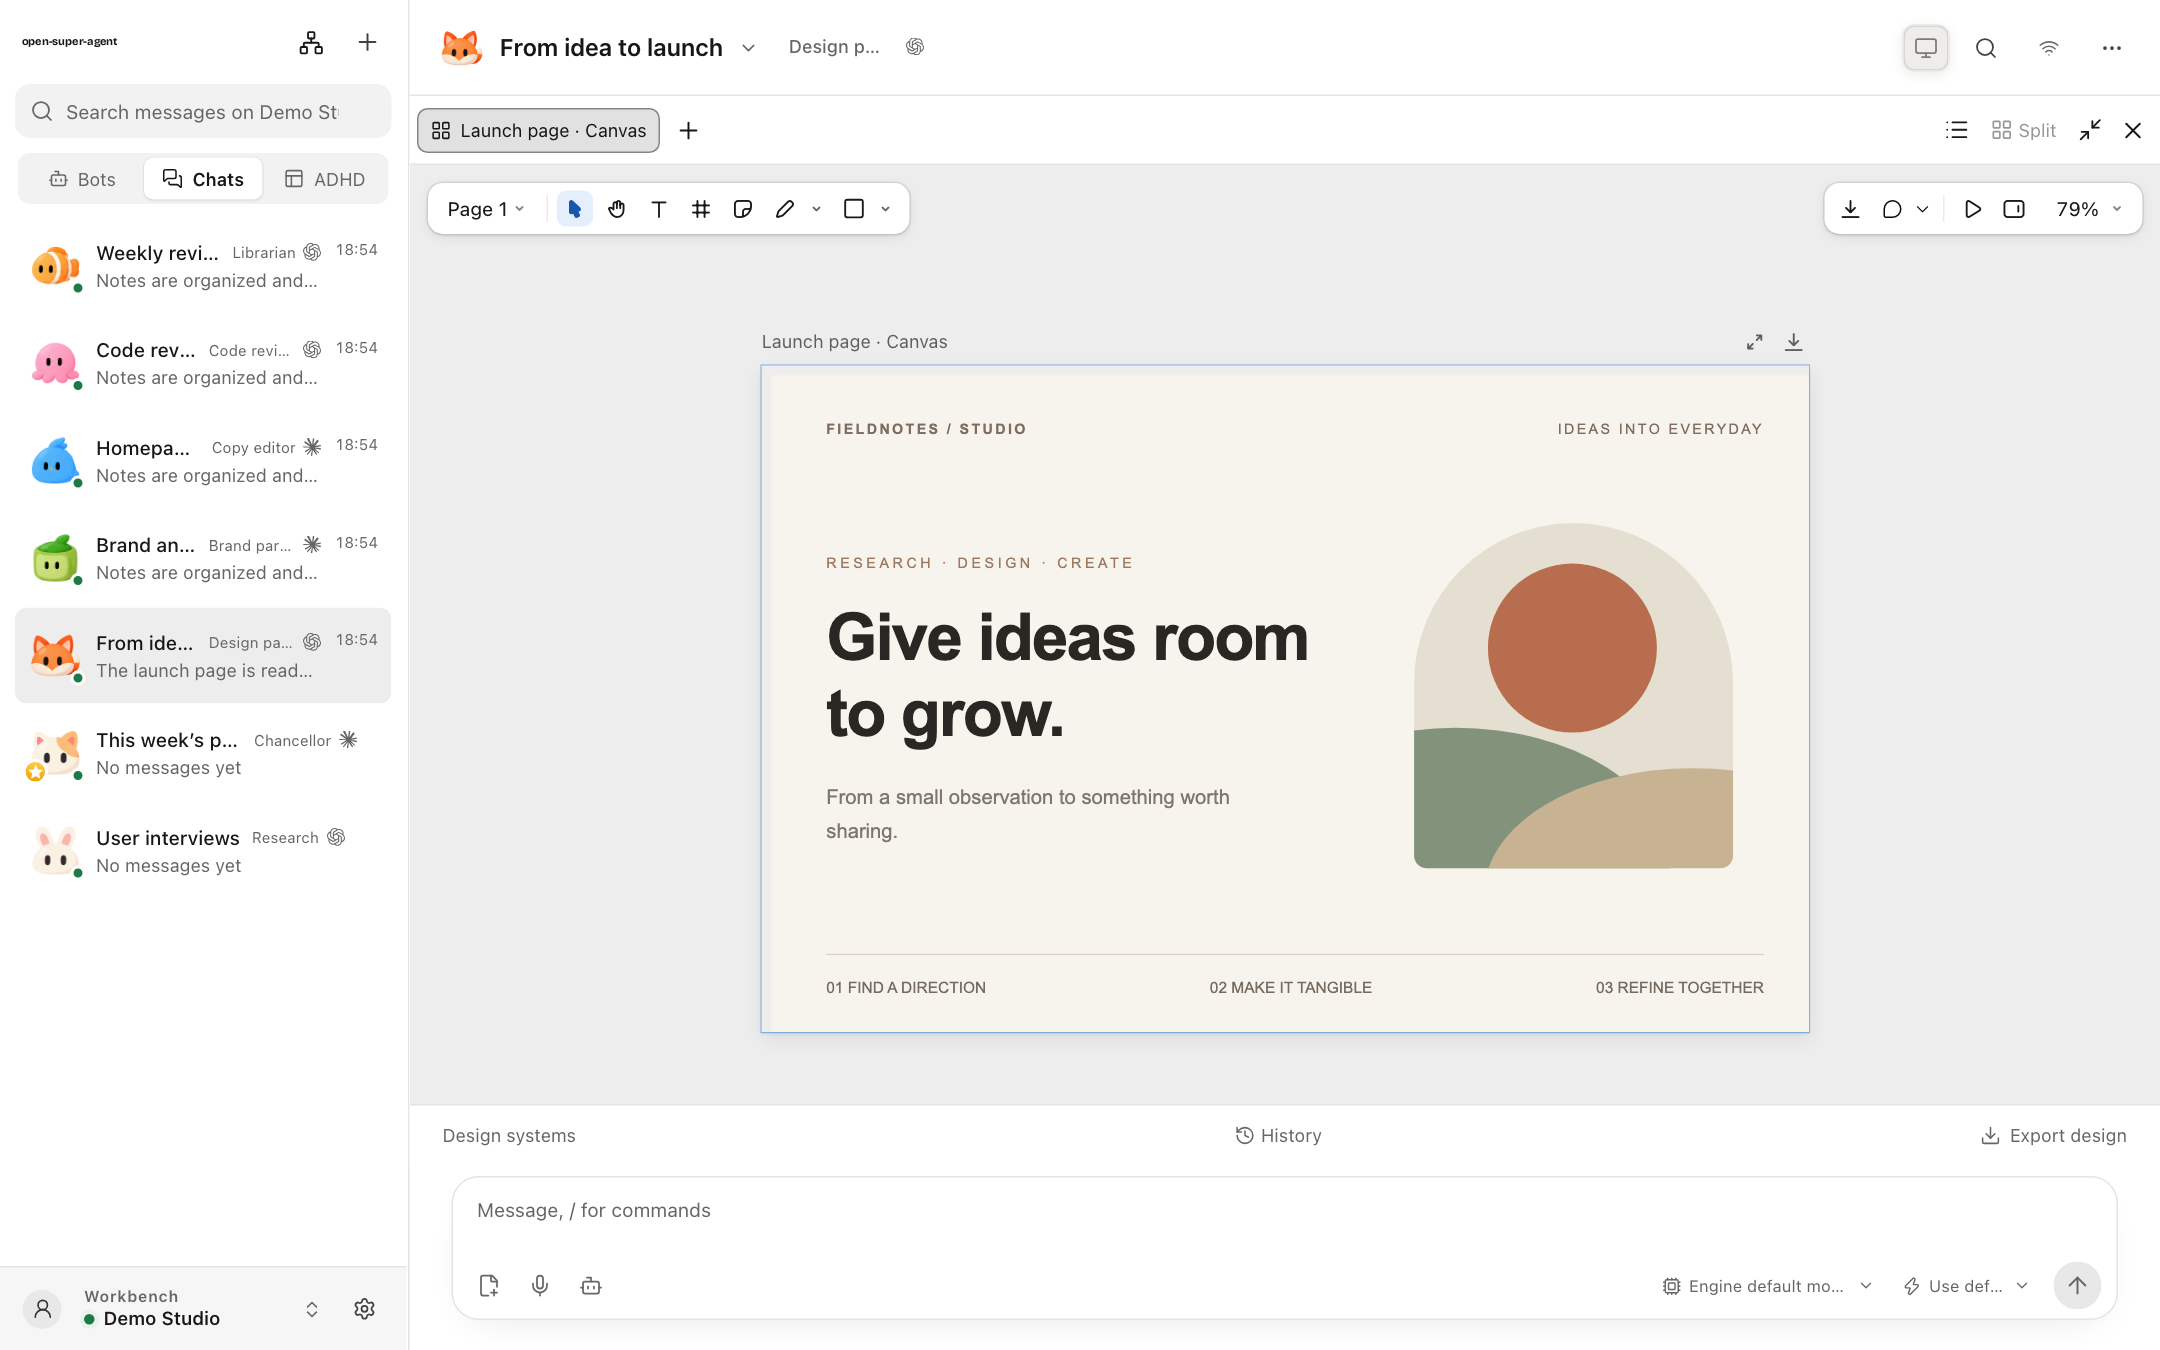 open-super-agent
Search messages on Demo St
Bots
Chats
ADHD
Weekly revi... Librarian 18:54
Notes are organized and...
Code rev... Code revi... 18:54
Notes are organized and...
Homepa... Copy editor 18:54
Notes are organized and...
Brand an... Brand par... 18:54
Notes are organized and...
From ide... Design pa... 18:54
The launch page is read...
This week’s p... Chancellor
No messages yet
User interviews Research
No messages yet
Workbench
Demo Studio
From idea to launch Design p...
Launch page · Canvas
Split
Page 1
79%
Launch page · Canvas
FIELDNOTES / STUDIO
IDEAS INTO EVERYDAY
RESEARCH · DESIGN · CREATE
Give ideas room
to grow.
From a small observation to something worth
sharing.
01 FIND A DIRECTION
02 MAKE IT TANGIBLE
03 REFINE TOGETHER
Design systems
History
Export design
Message, / for commands
Engine default mo...
Use def...